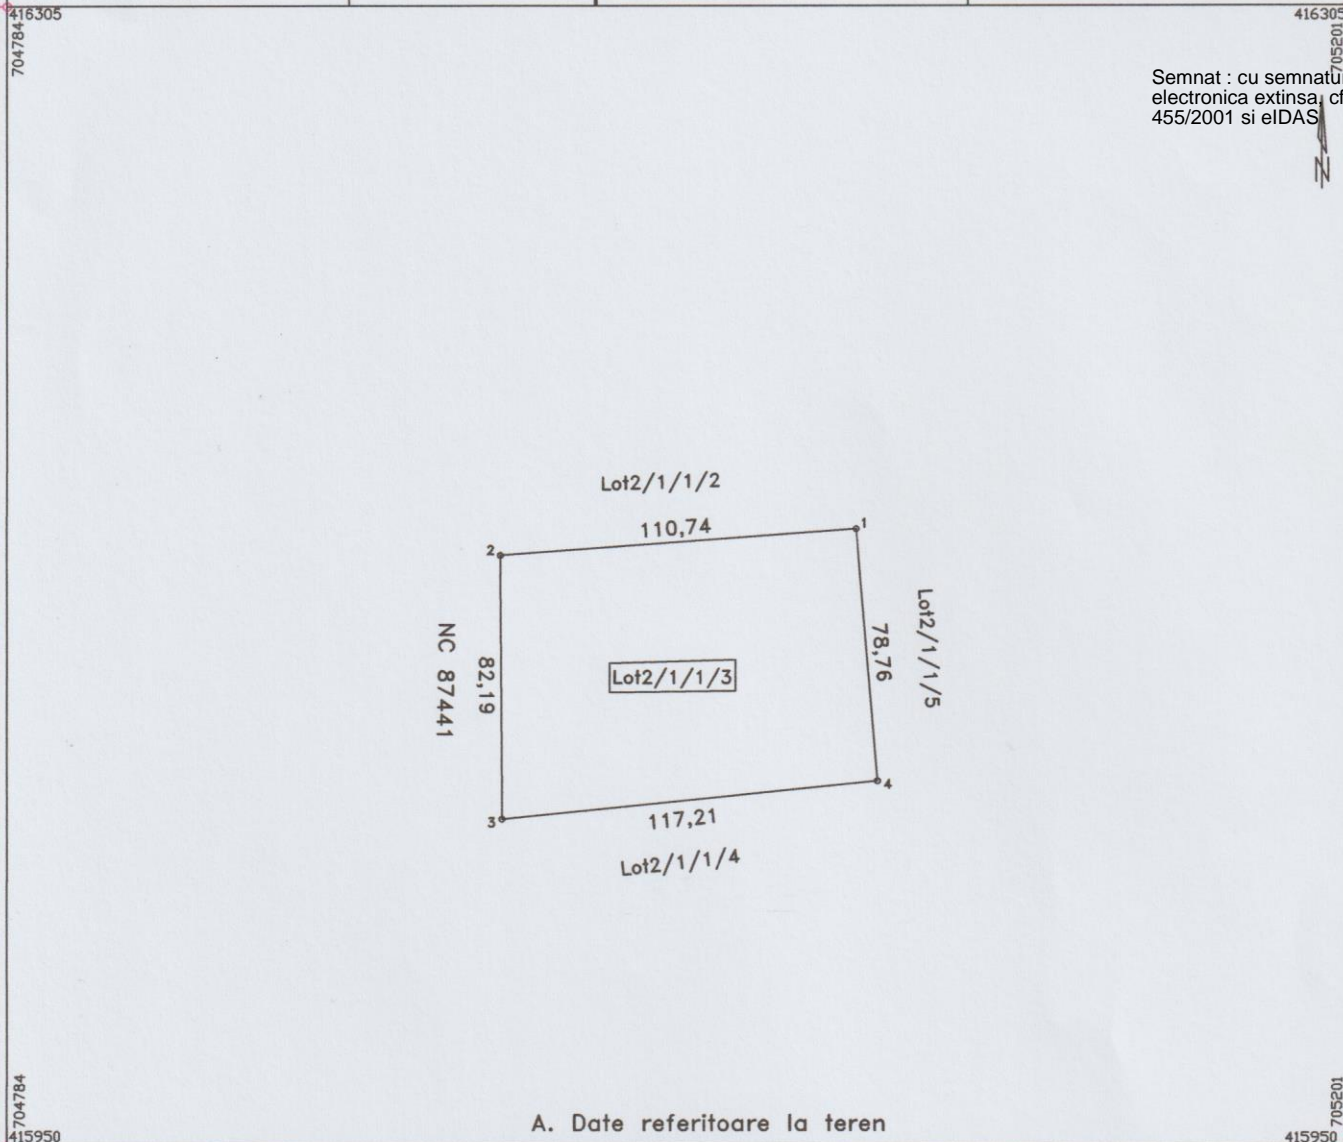 416305
416305
704784
705201
Semnat : cu semnatu
electronica extinsa, cf
455/2001 si eIDAS
N
Lot2/1/1/2
110,74
1
2
Lot2/1/1/5
78,76
NC 87441
82,19
Lot2/1/1/3
4
3
117,21
Lot2/1/1/4
704784
705201
A. Date referitoare la teren
415950
415950